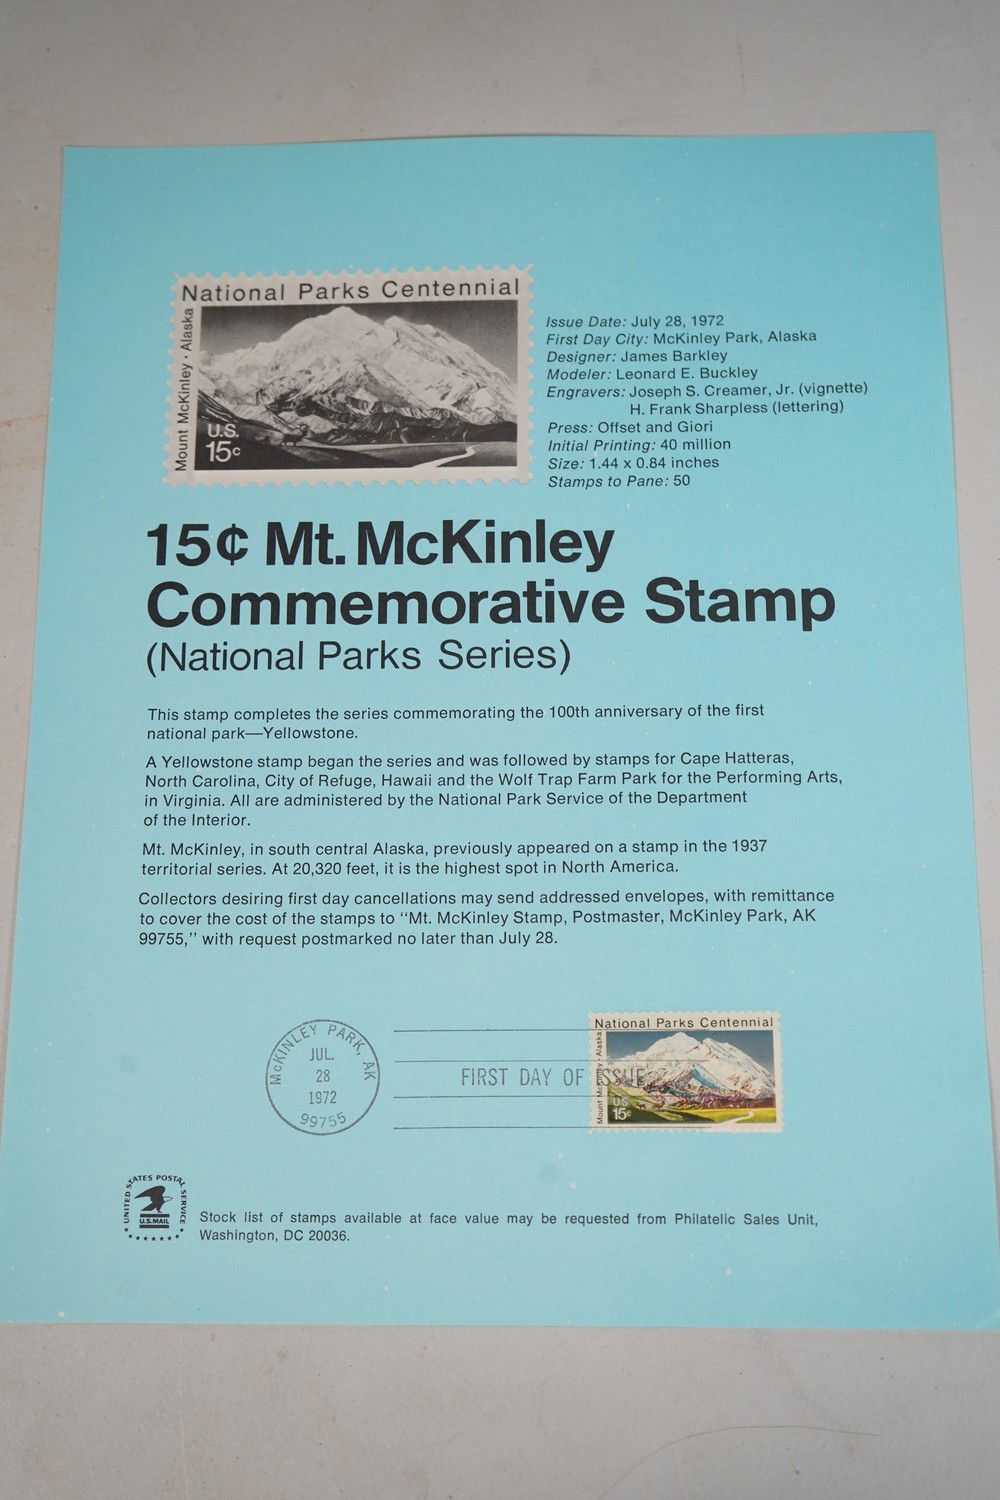 National Parks Centennial
Mount McKinley • Alaska
U.S.
15c
Issue Date: July 28, 1972
First Day City: McKinley Park, Alaska
Designer: James Barkley
Modeler: Leonard E. Buckley
Engravers: Joseph S. Creamer, Jr. (vignette)
H. Frank Sharpless (lettering)
Press: Offset and Giori
Initial Printing: 40 million
Size: 1.44 x 0.84 inches
Stamps to Pane: 50
15¢ Mt. McKinley
Commemorative Stamp
(National Parks Series)
This stamp completes the series commemorating the 100th anniversary of the first
national park—Yellowstone.
A Yellowstone stamp began the series and was followed by stamps for Cape Hatteras,
North Carolina, City of Refuge, Hawaii and the Wolf Trap Farm Park for the Performing Arts,
in Virginia. All are administered by the National Park Service of the Department
of the Interior.
Mt. McKinley, in south central Alaska, previously appeared on a stamp in the 1937
territorial series. At 20,320 feet, it is the highest spot in North America.
Collectors desiring first day cancellations may send addressed envelopes, with remittance
to cover the cost of the stamps to "Mt. McKinley Stamp, Postmaster, McKinley Park, AK
99755," with request postmarked no later than July 28.
McKINLEY PARK, AK
JUL.
28
1972
99755
FIRST DAY OF ISSUE
National Parks Centennial
Mount McKinley • Alaska
U.S.
15c
UNITED STATES POSTAL SERVICE
U.S.MAIL
Stock list of stamps available at face value may be requested from Philatelic Sales Unit,
Washington, DC 20036.